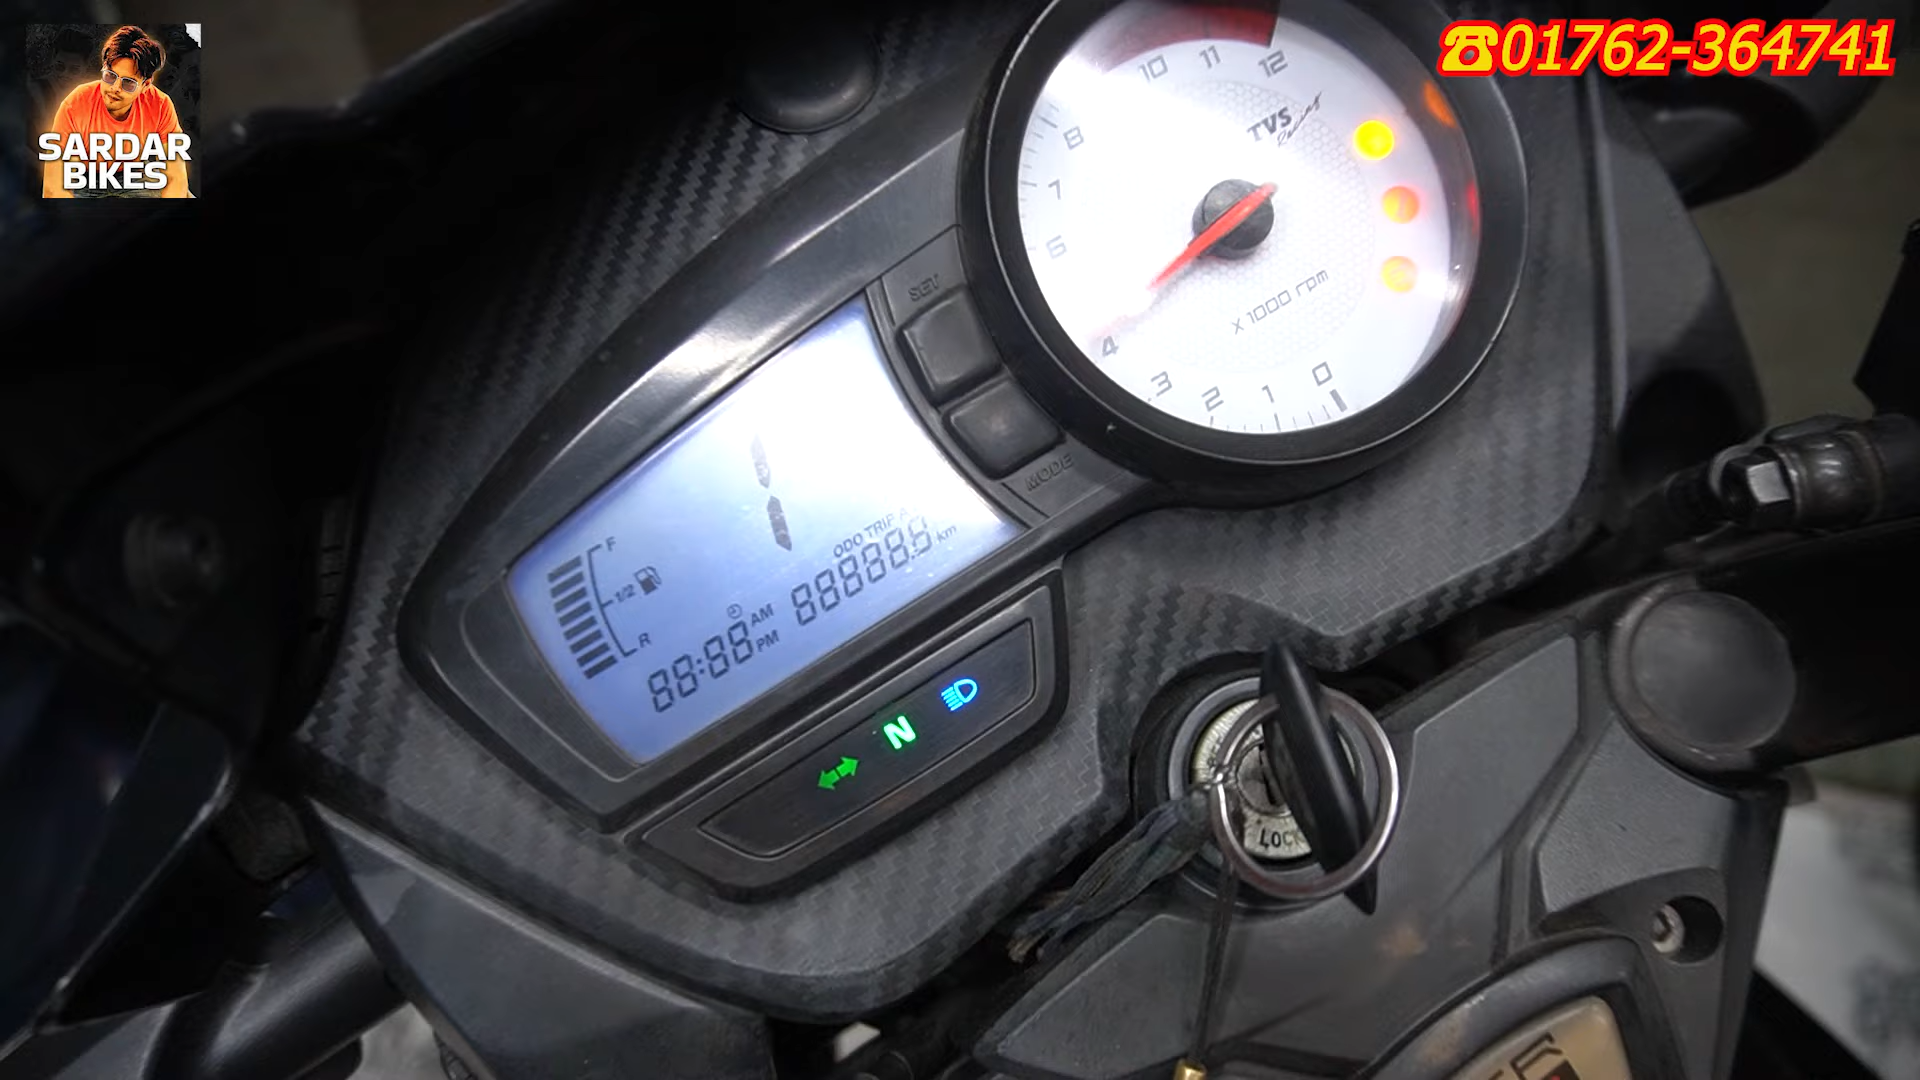 SARDAR
BIKES
☎01762-364741
10 11 12
8
7
6
4
3
2
1
0
TVS
Racing
X 1000 rpm
SET
MODE
F
1/2
R
AM
PM
88:88
ODO TRIP A
888888 km
N
LOCK